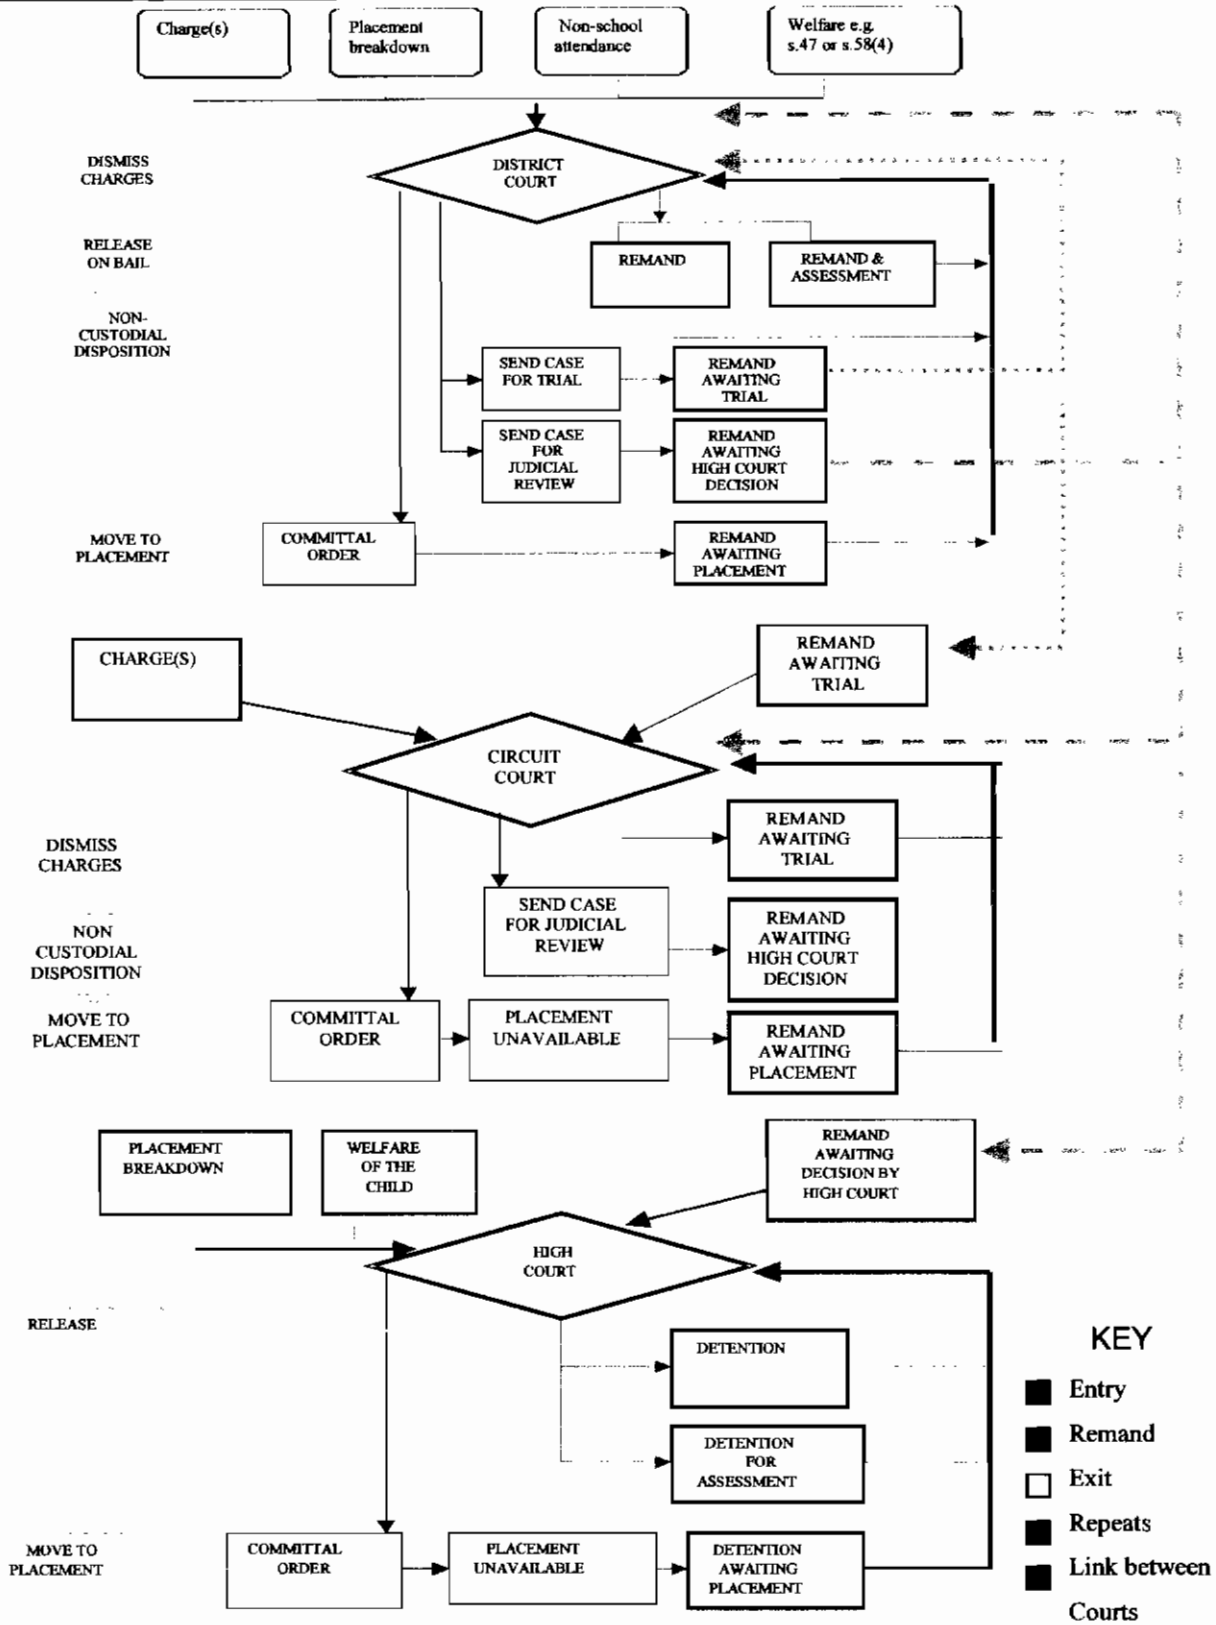 Charge(s)
Placement
breakdown
Non-school
attendance
Welfare e.g.
s.47 or s.58(4)
DISTRICT
COURT
DISMISS
CHARGES
RELEASE
ON BAIL
NON-
CUSTODIAL
DISPOSITION
REMAND
REMAND &
ASSESSMENT
SEND CASE
FOR TRIAL
REMAND
AWAITING
TRIAL
SEND CASE
FOR
JUDICIAL
REVIEW
REMAND
AWAITING
HIGH COURT
DECISION
MOVE TO
PLACEMENT
COMMITTAL
ORDER
REMAND
AWAITING
PLACEMENT
CHARGE(S)
REMAND
AWAITING
TRIAL
CIRCUIT
COURT
DISMISS
CHARGES
REMAND
AWAITING
TRIAL
NON
CUSTODIAL
DISPOSITION
SEND CASE
FOR JUDICIAL
REVIEW
REMAND
AWAITING
HIGH COURT
DECISION
MOVE TO
PLACEMENT
COMMITTAL
ORDER
PLACEMENT
UNAVAILABLE
REMAND
AWAITING
PLACEMENT
PLACEMENT
BREAKDOWN
WELFARE
OF THE
CHILD
REMAND
AWAITING
DECISION BY
HIGH COURT
HIGH
COURT
RELEASE
DETENTION
DETENTION
FOR
ASSESSMENT
MOVE TO
PLACEMENT
COMMITTAL
ORDER
PLACEMENT
UNAVAILABLE
DETENTION
AWAITING
PLACEMENT
KEY
Entry
Remand
Exit
Repeats
Link between
Courts